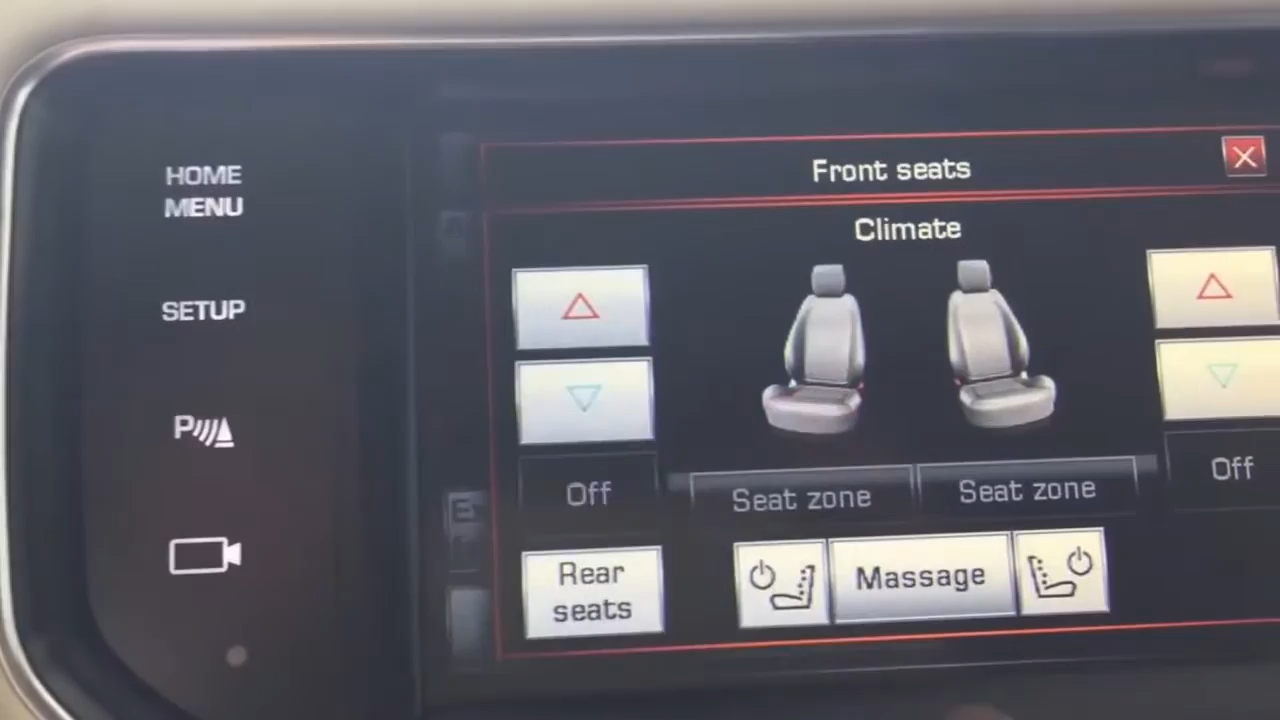 HOME
MENU
SETUP
P
Front seats
Climate
Off
Seat zone
Seat zone
Off
Rear
seats
Massage